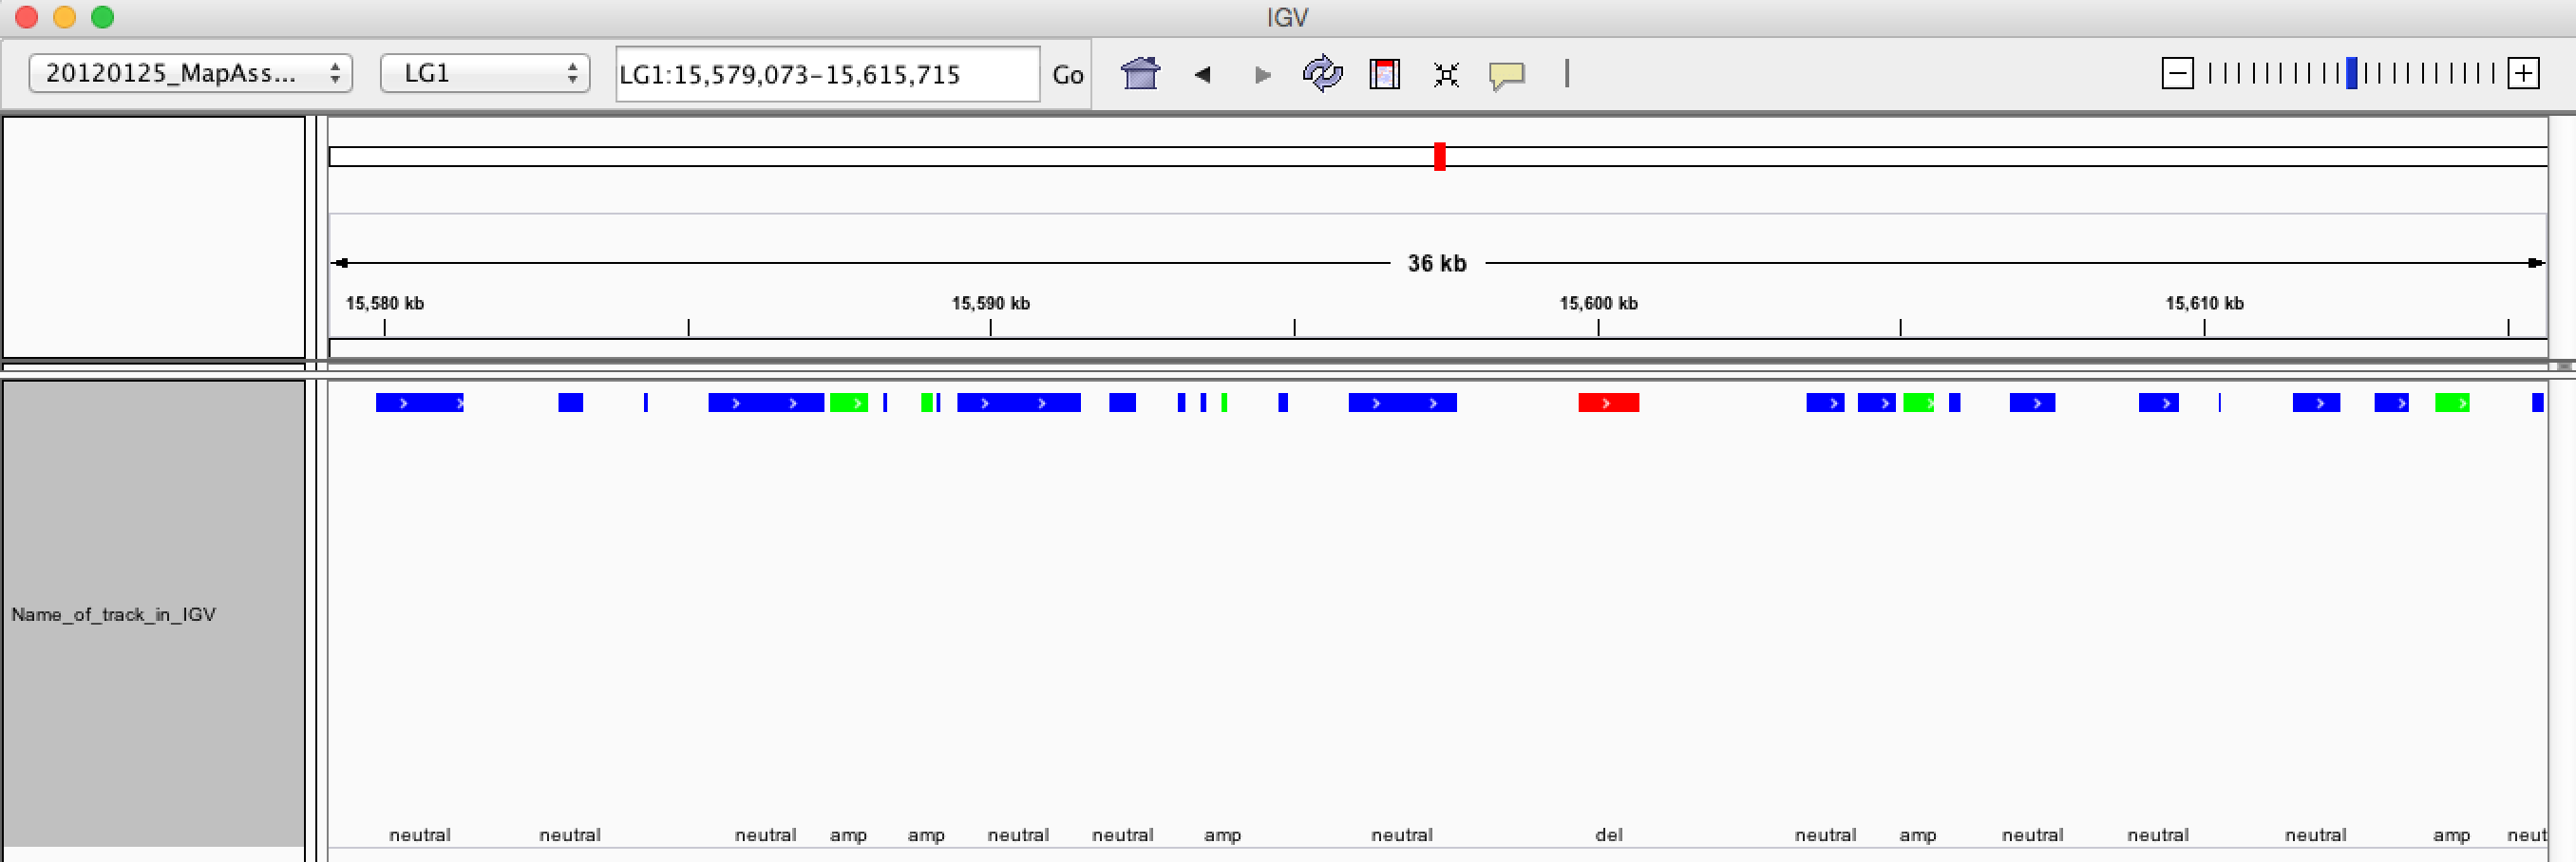 IGV
20120125_MapAss... LG1 LG1:15,579,073-15,615,715 Go
36 kb
15,580 kb 15,590 kb 15,600 kb 15,610 kb
Name_of_track_in_IGV
neutral neutral neutral amp amp neutral neutral amp neutral del neutral amp neutral neutral neutral amp neut